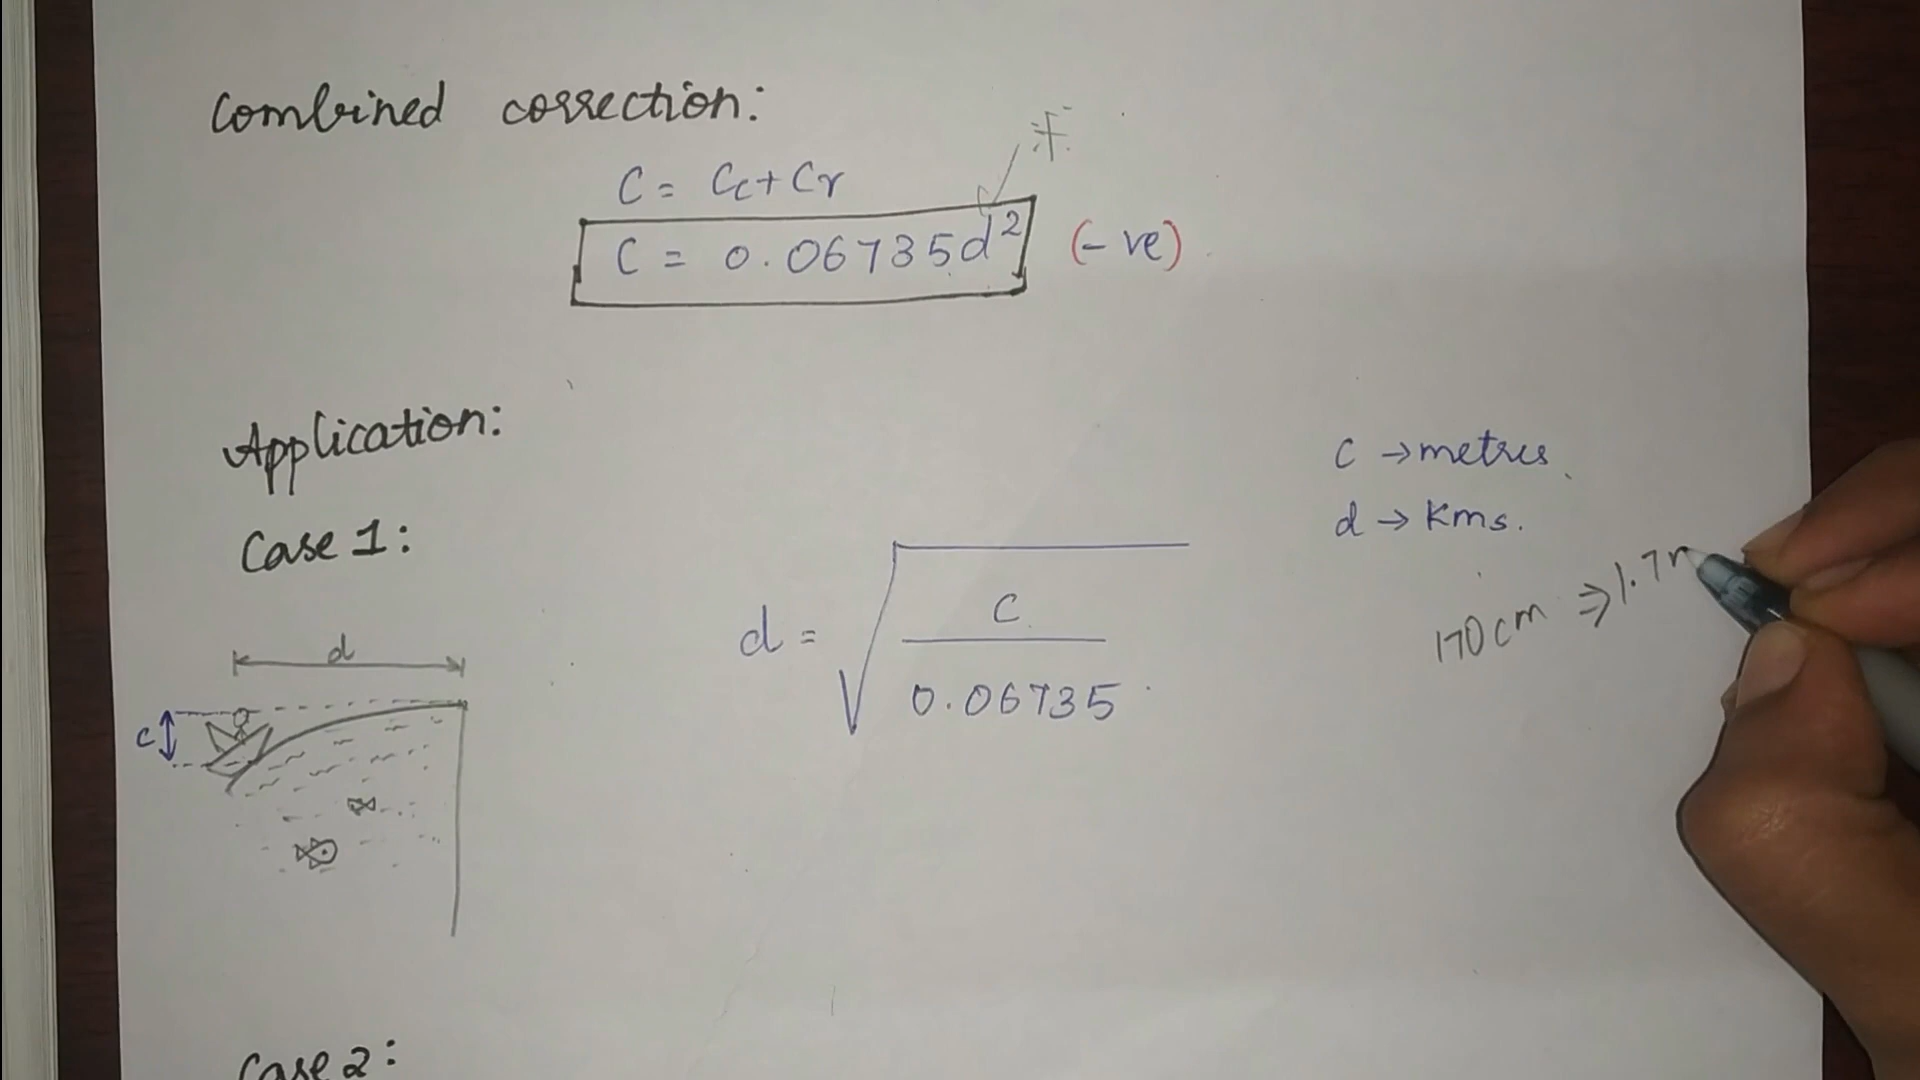 Combined correction:
C = Cc + Cr
C = 0.06735d² (-ve)
Application:
C → metres
d → Kms.
Case 1:
170 cm ⇒ 1.7 m
d = √(C / 0.06735)
d
C
Case 2: